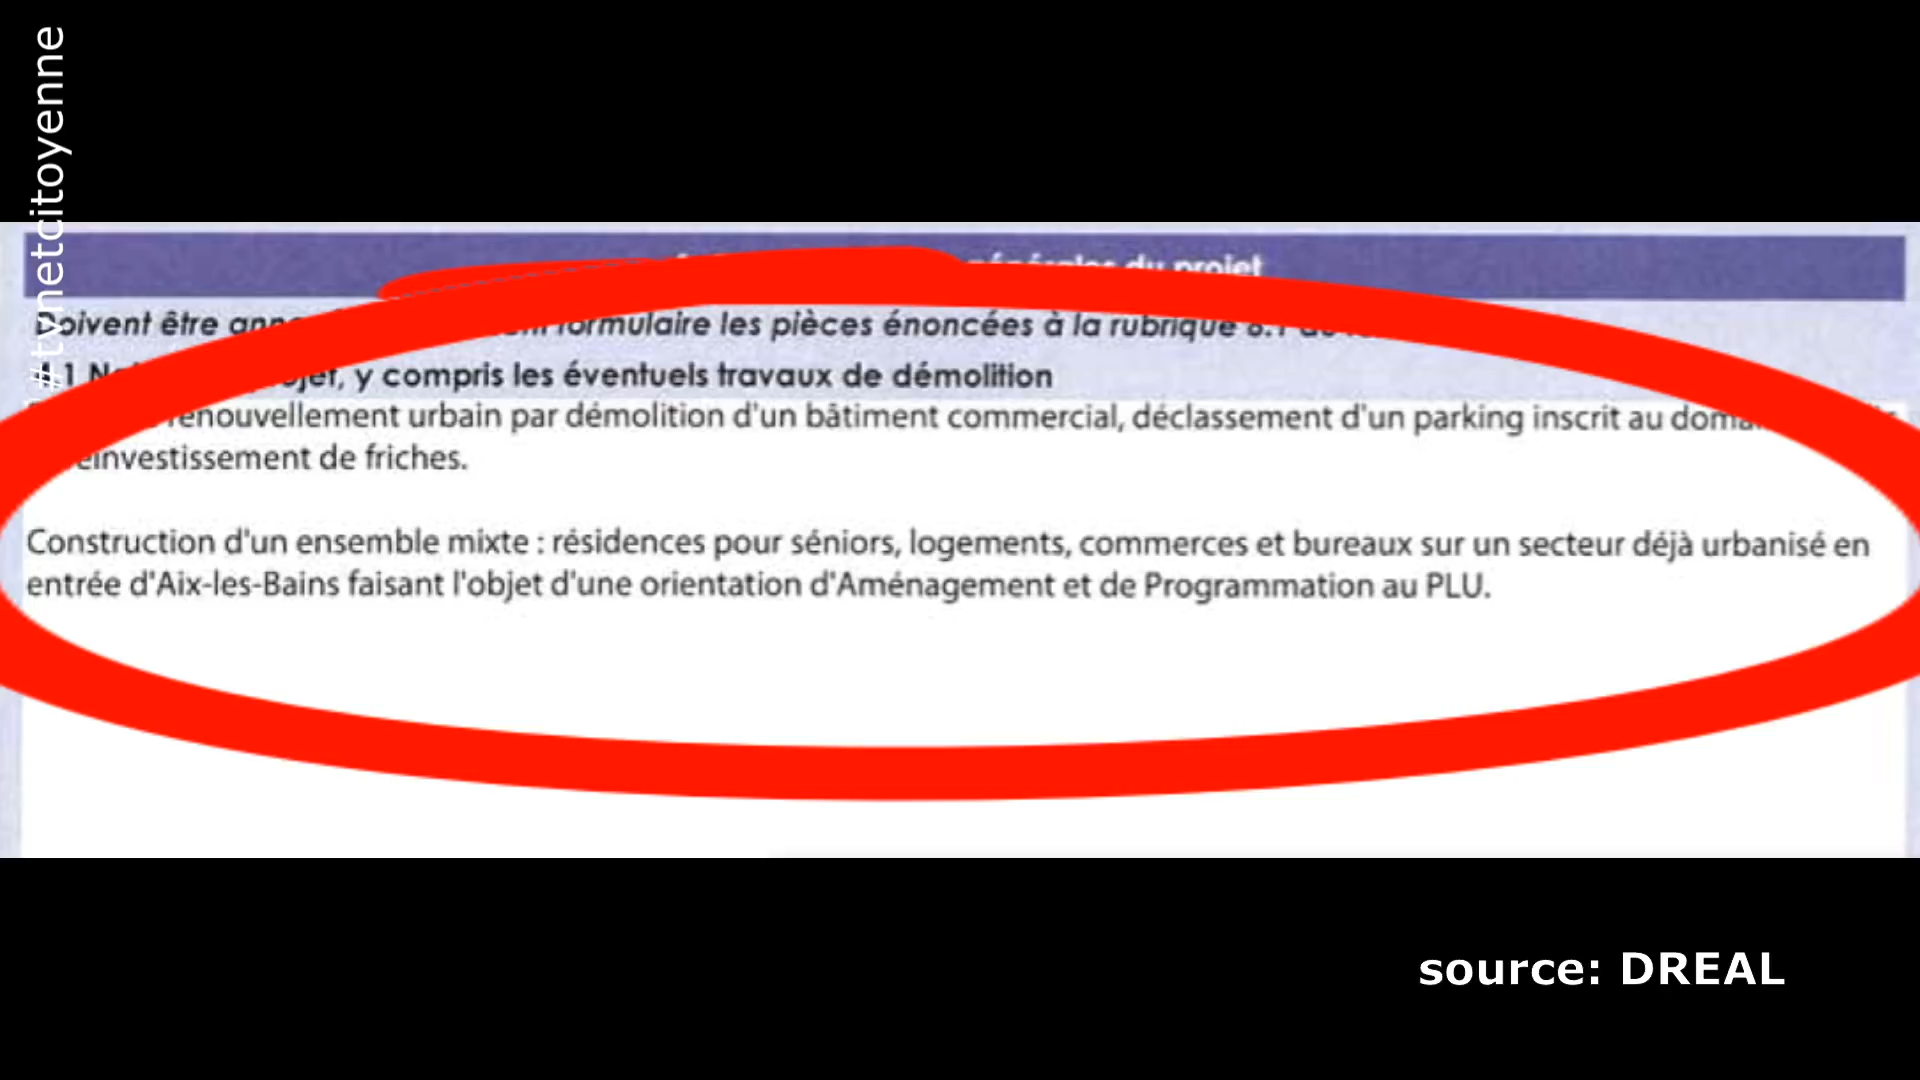 #tvnetcitoyenne
générales du projet
Doivent être formulaire les pièces énoncées à la rubrique
y compris les éventuels travaux de démolition
renouvellement urbain par démolition d'un bâtiment commercial, déclassement d'un parking inscrit au
de friches.
Construction d'un ensemble mixte : résidences pour séniors, logements, commerces et bureaux sur un secteur déjà urbanisé en
entrée d'Aix-les-Bains faisant l'objet d'une orientation d'Aménagement et de Programmation au PLU.
source: DREAL